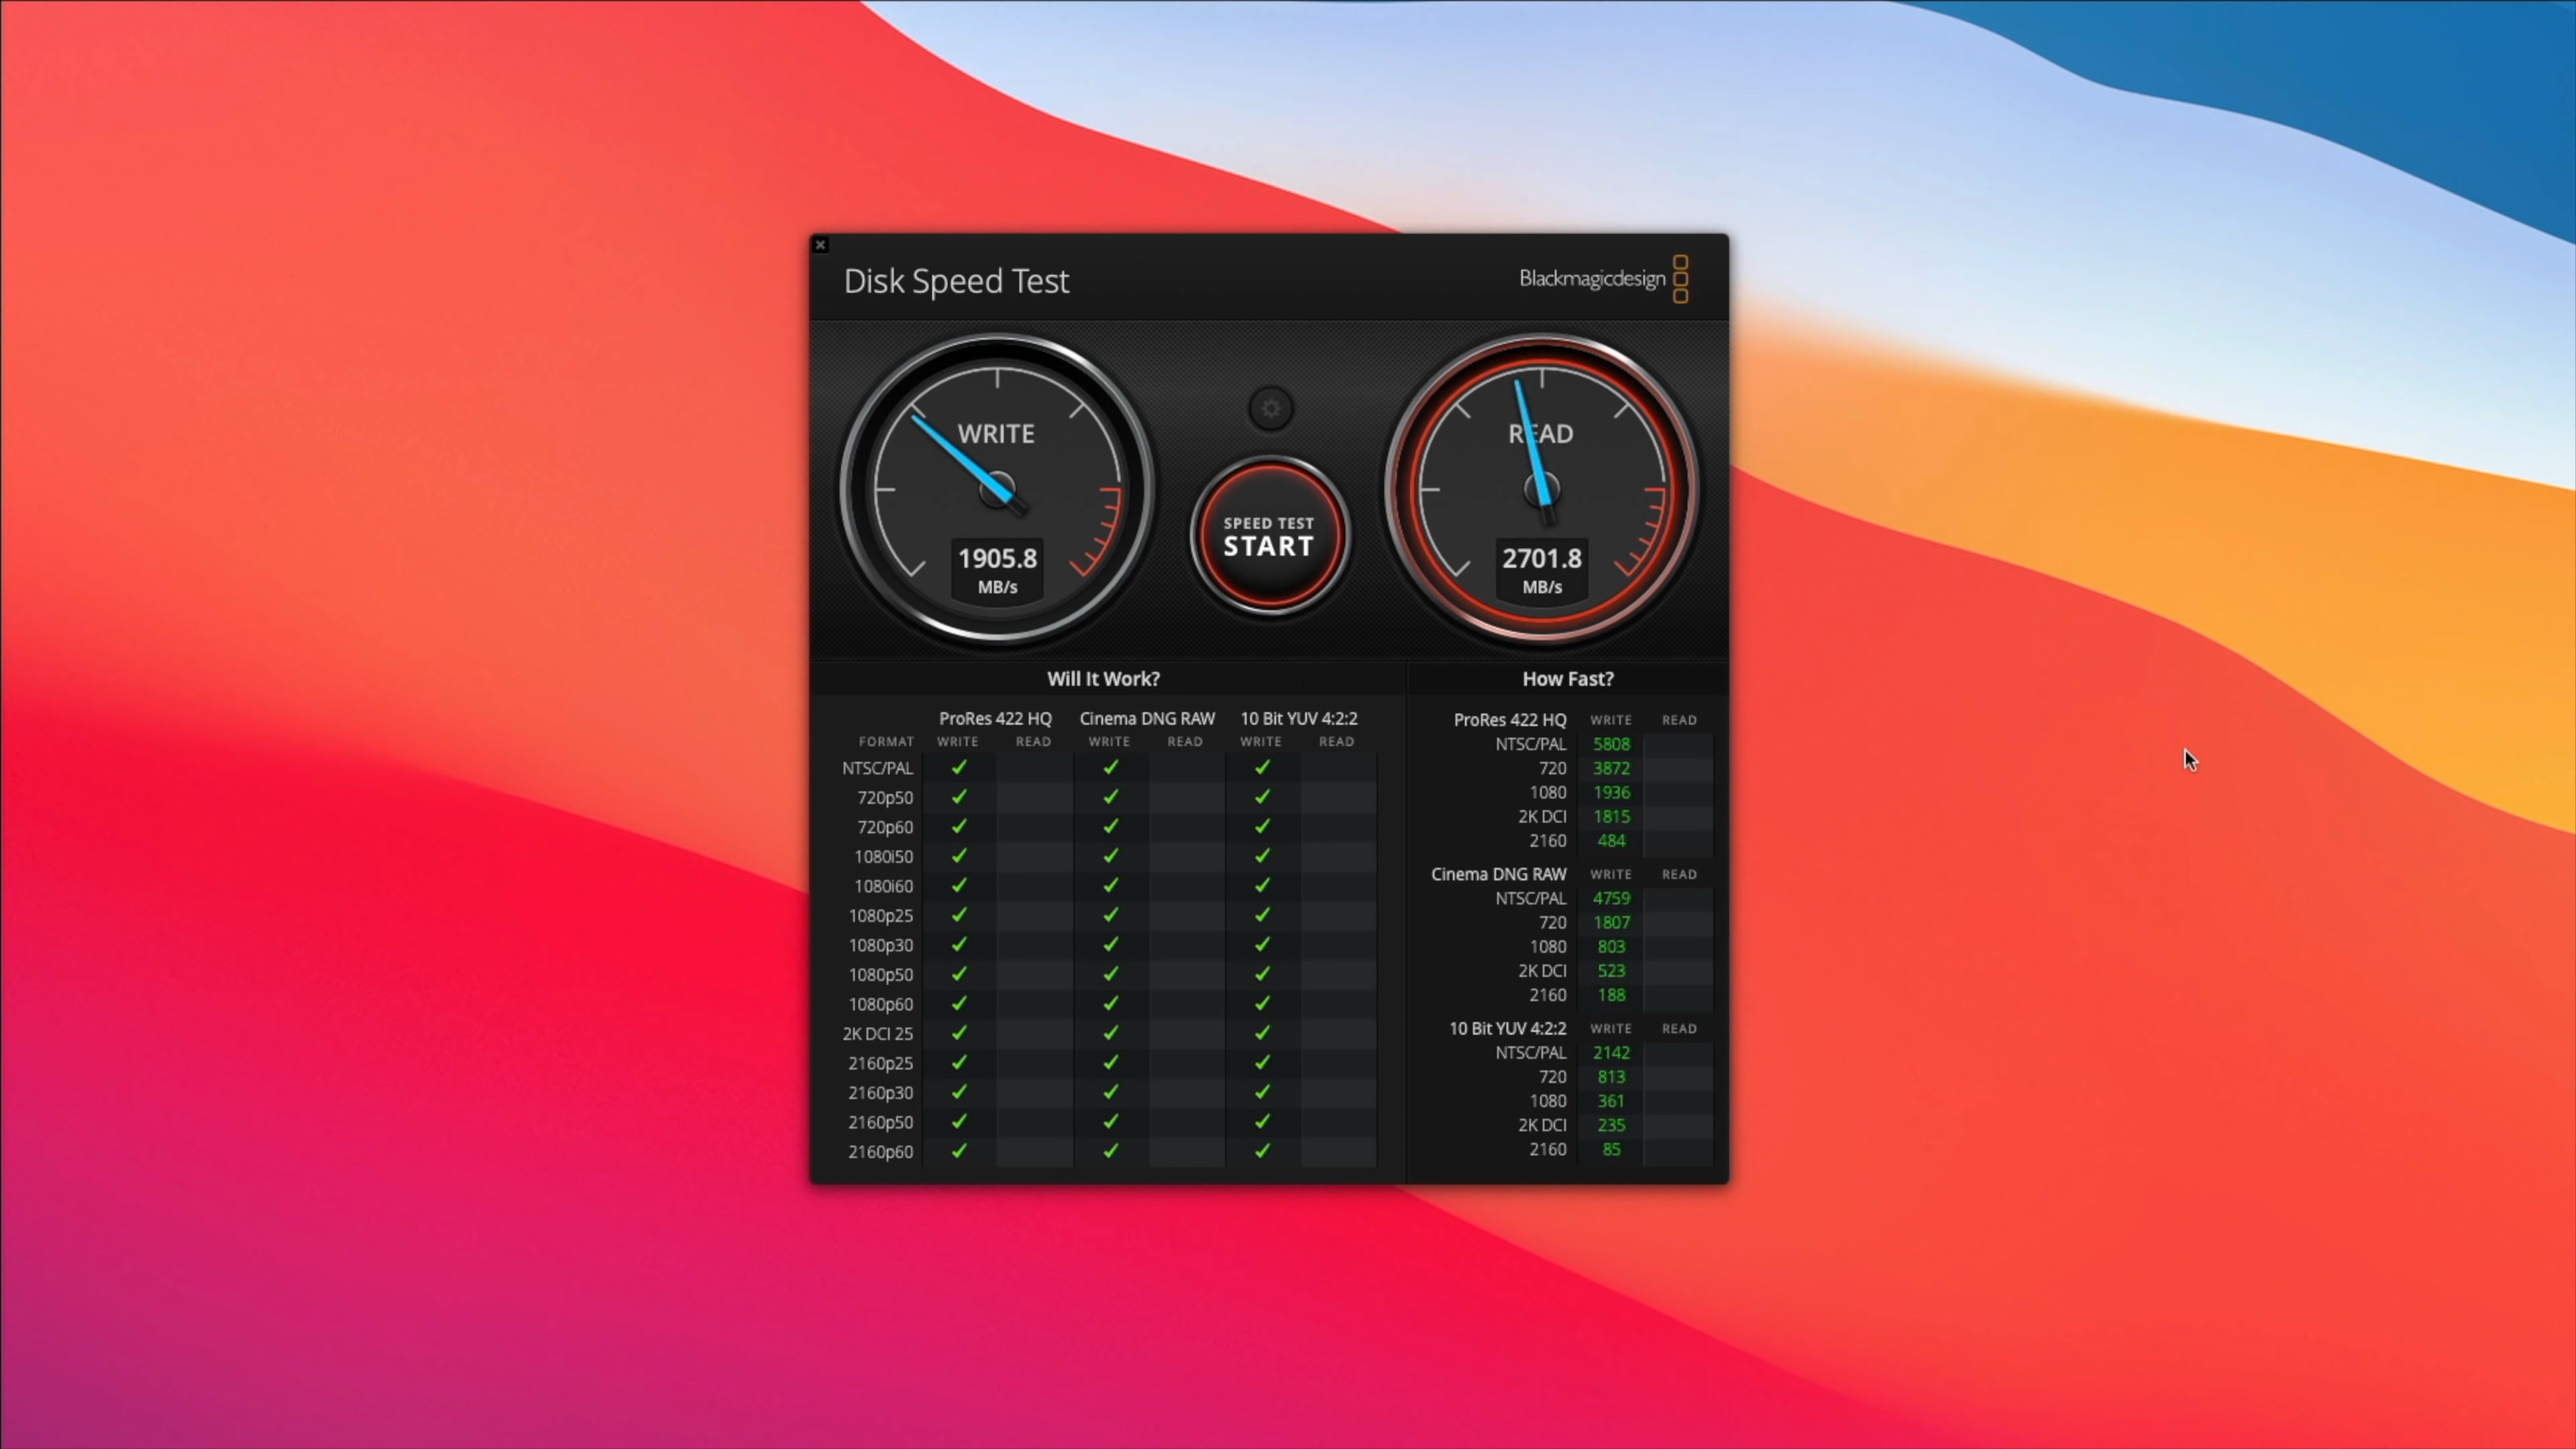 Disk Speed Test
Blackmagicdesign
WRITE
1905.8
MB/s
SPEED TEST
START
READ
2701.8
MB/s
Will It Work?
ProRes 422 HQ Cinema DNG RAW 10 Bit YUV 4:2:2
FORMAT WRITE READ WRITE READ WRITE READ
NTSC/PAL ✓ ✓ ✓
720p50 ✓ ✓ ✓
720p60 ✓ ✓ ✓
1080i50 ✓ ✓ ✓
1080i60 ✓ ✓ ✓
1080p25 ✓ ✓ ✓
1080p30 ✓ ✓ ✓
1080p50 ✓ ✓ ✓
1080p60 ✓ ✓ ✓
2K DCI 25 ✓ ✓ ✓
2160p25 ✓ ✓ ✓
2160p30 ✓ ✓ ✓
2160p50 ✓ ✓ ✓
2160p60 ✓ ✓ ✓
How Fast?
ProRes 422 HQ WRITE READ
NTSC/PAL 5808
720 3872
1080 1936
2K DCI 1815
2160 484
Cinema DNG RAW WRITE READ
NTSC/PAL 4759
720 1807
1080 803
2K DCI 523
2160 188
10 Bit YUV 4:2:2 WRITE READ
NTSC/PAL 2142
720 813
1080 361
2K DCI 235
2160 85